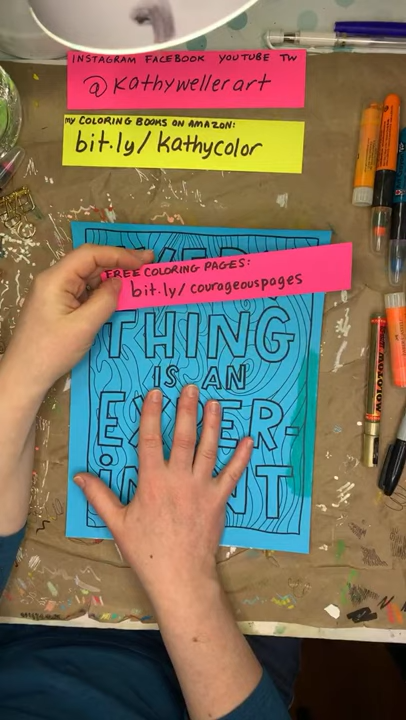 INSTAGRAM FACEBOOK YOUTUBE TW
@kathywellerart
MY COLORING BOOKS ON AMAZON:
bit.ly/kathycolor
FREE COLORING PAGES:
bit.ly/courageouspages
THING
IS AN